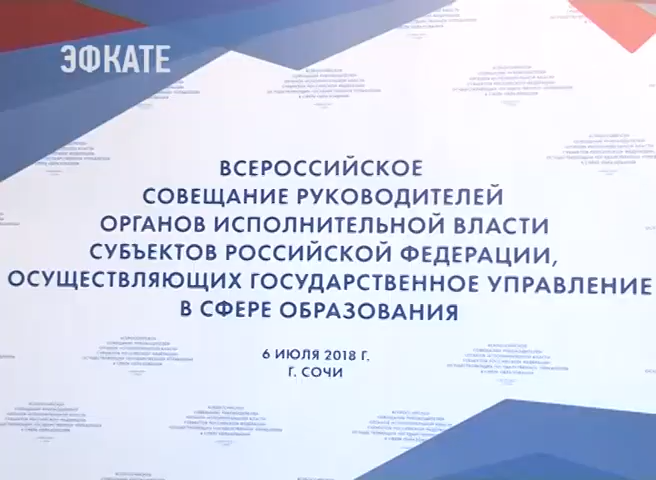 ЭФКАТЕ
ВСЕРОССИЙСКОЕ
СОВЕЩАНИЕ РУКОВОДИТЕЛЕЙ
ОРГАНОВ ИСПОЛНИТЕЛЬНОЙ ВЛАСТИ
СУБЪЕКТОВ РОССИЙСКОЙ ФЕДЕРАЦИИ,
ОСУЩЕСТВЛЯЮЩИХ ГОСУДАРСТВЕННОЕ УПРАВЛЕНИЕ
В СФЕРЕ ОБРАЗОВАНИЯ
6 ИЮЛЯ 2018 Г.
Г. СОЧИ